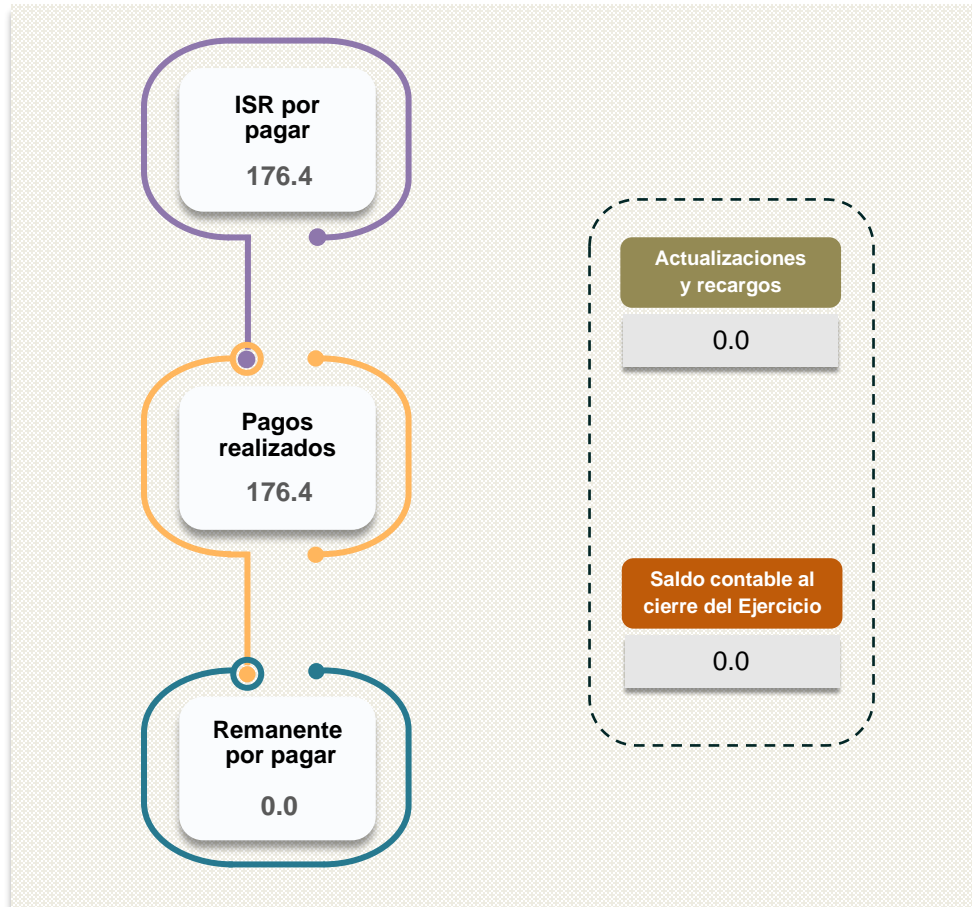 ISR por
pagar
176.4
Pagos
realizados
176.4
Remanente
por pagar
0.0
Actualizaciones
y recargos
0.0
Saldo contable al
cierre del Ejercicio
0.0